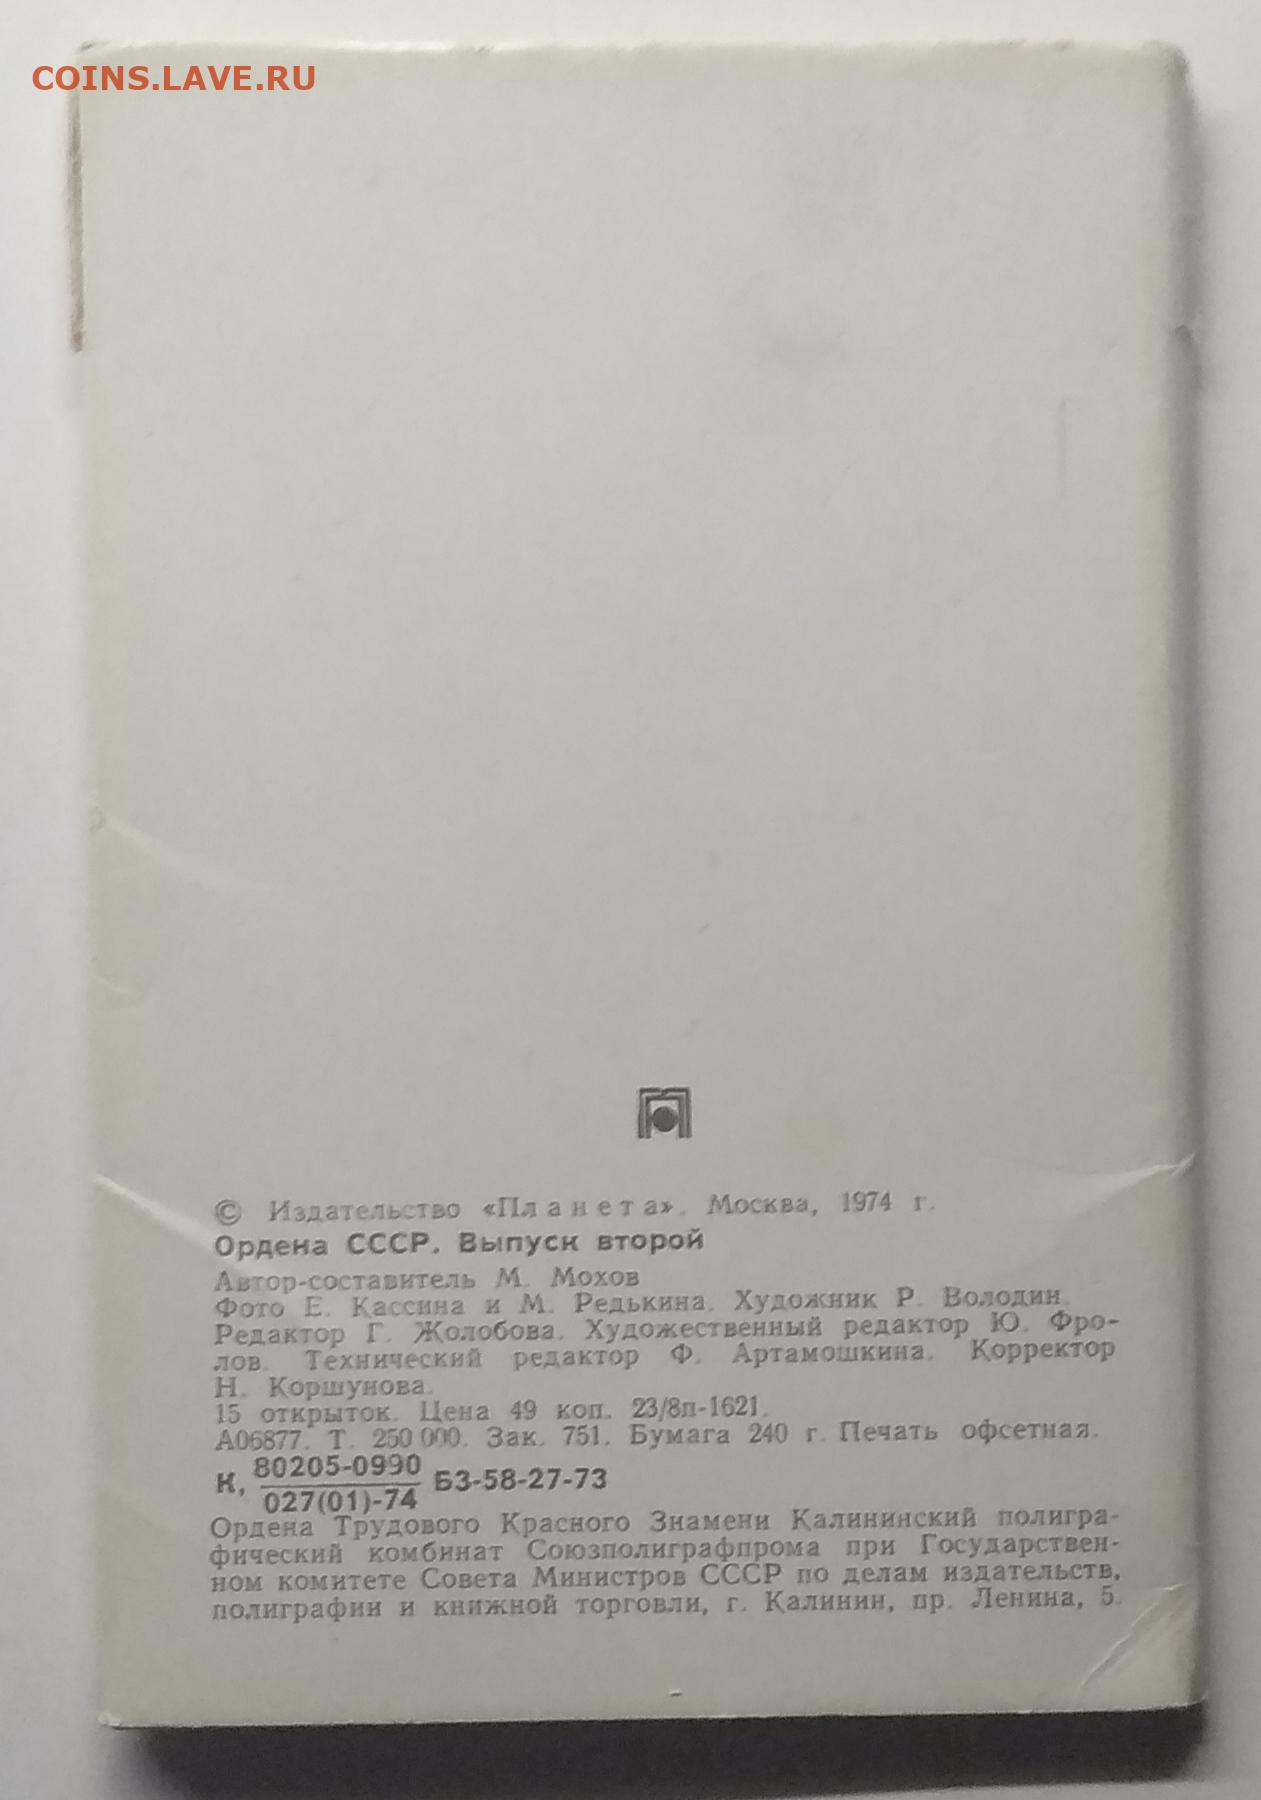 COINS.LAVE.RU
© Издательство «Планета». Москва, 1974 г.
Ордена СССР. Выпуск второй
Автор-составитель М. Мохов
Фото Е. Кассина и М. Редькина. Художник Р. Володин.
Редактор Г. Жолобова. Художественный редактор Ю. Фро-
лов. Технический редактор Ф. Артамошкина. Корректор
Н. Коршунова.
15 открыток. Цена 49 коп. 23/8п-1621.
А06877. Т. 250 000. Зак. 751. Бумага 240 г. Печать офсетная.
К, 80205-0990 БЗ-58-27-73
027(01)-74
Ордена Трудового Красного Знамени Калининский полигра-
фический комбинат Союзполиграфпрома при Государствен-
ном комитете Совета Министров СССР по делам издательств,
полиграфии и книжной торговли, г. Калинин, пр. Ленина, 5.